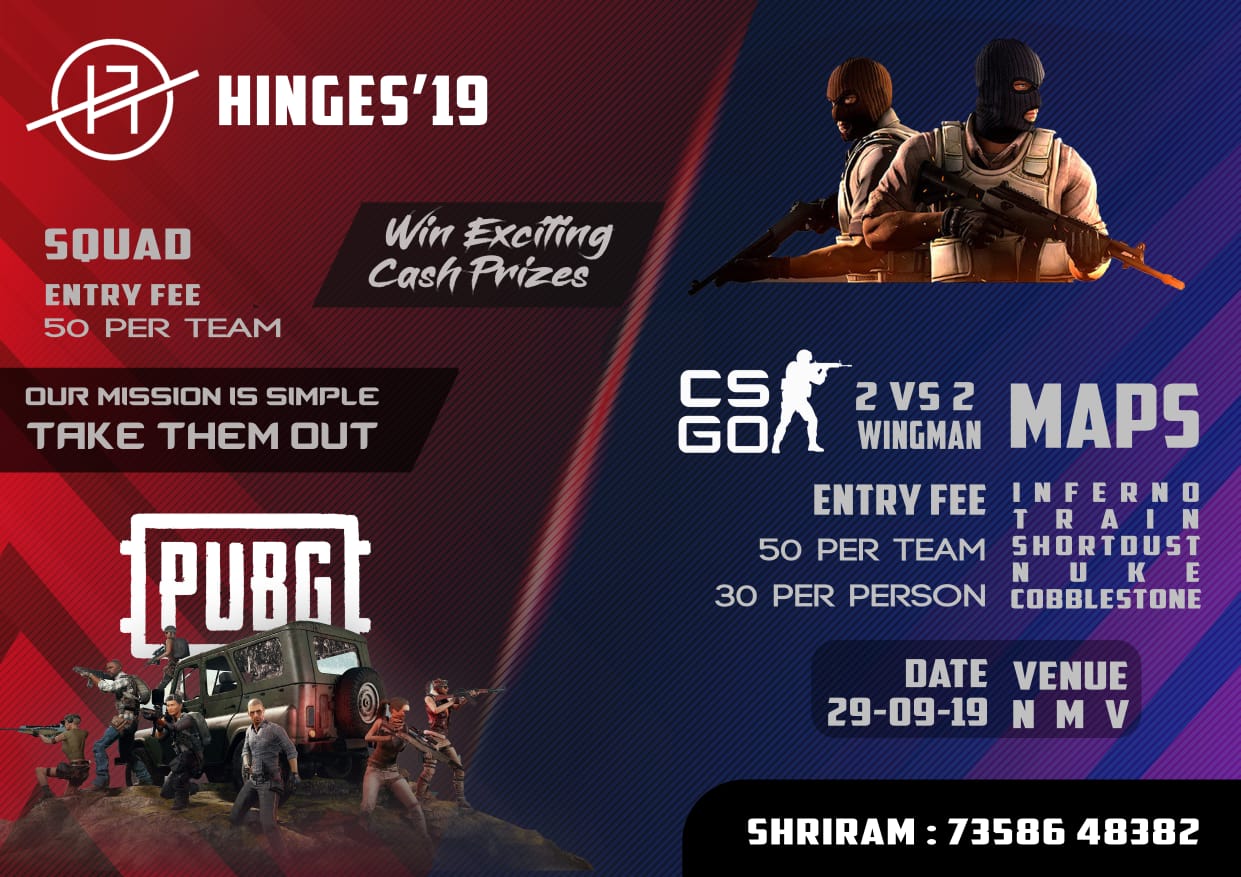 HINGES'19
SQUAD
ENTRY FEE
50 PER TEAM
Win Exciting
Cash Prizes
OUR MISSION IS SIMPLE
TAKE THEM OUT
PUBG
CS
GO
2 VS 2
WINGMAN
ENTRY FEE
50 PER TEAM
30 PER PERSON
MAPS
INFERNO
TRAIN
SHORTDUST
NUKE
COBBLESTONE
DATE
29-09-19
VENUE
NMV
SHRIRAM : 73586 48382